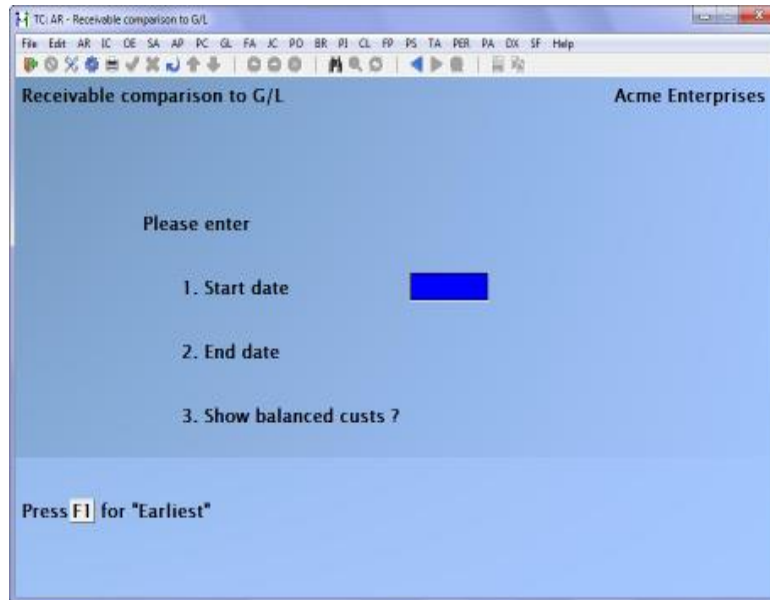 TC: AR - Receivable comparison to G/L
File Edit AR IC OE SA AP PC GL FA JC PO BR PJ CL FP PS TA PER PA DX SF Help
Receivable comparison to G/L Acme Enterprises
Please enter
1. Start date
2. End date
3. Show balanced custs ?
Press F1 for "Earliest"